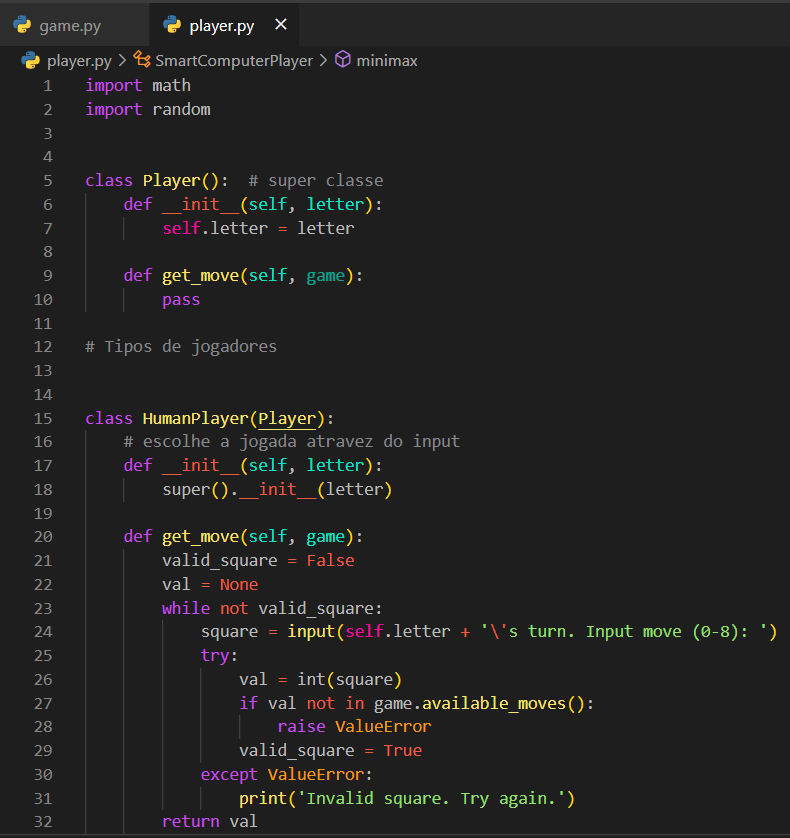 game.py player.py ×
player.py > SmartComputerPlayer > minimax
1 import math
2 import random
3
4
5 class Player():  # super classe
6     def __init__(self, letter):
7         self.letter = letter
8
9     def get_move(self, game):
10         pass
11
12 # Tipos de jogadores
13
14
15 class HumanPlayer(Player):
16     # escolhe a jogada atravez do input
17     def __init__(self, letter):
18         super().__init__(letter)
19
20     def get_move(self, game):
21         valid_square = False
22         val = None
23         while not valid_square:
24             square = input(self.letter + '\'s turn. Input move (0-8): ')
25             try:
26                 val = int(square)
27                 if val not in game.available_moves():
28                     raise ValueError
29                 valid_square = True
30             except ValueError:
31                 print('Invalid square. Try again.')
32         return val